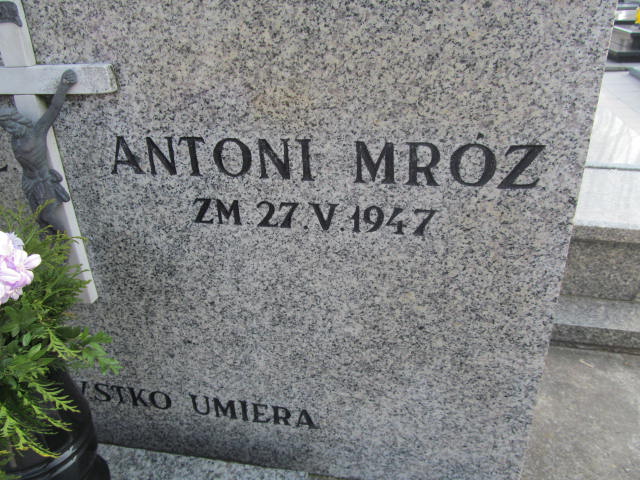 ANTONI MRÓZ
ZM 27.V.1947
UMIERA